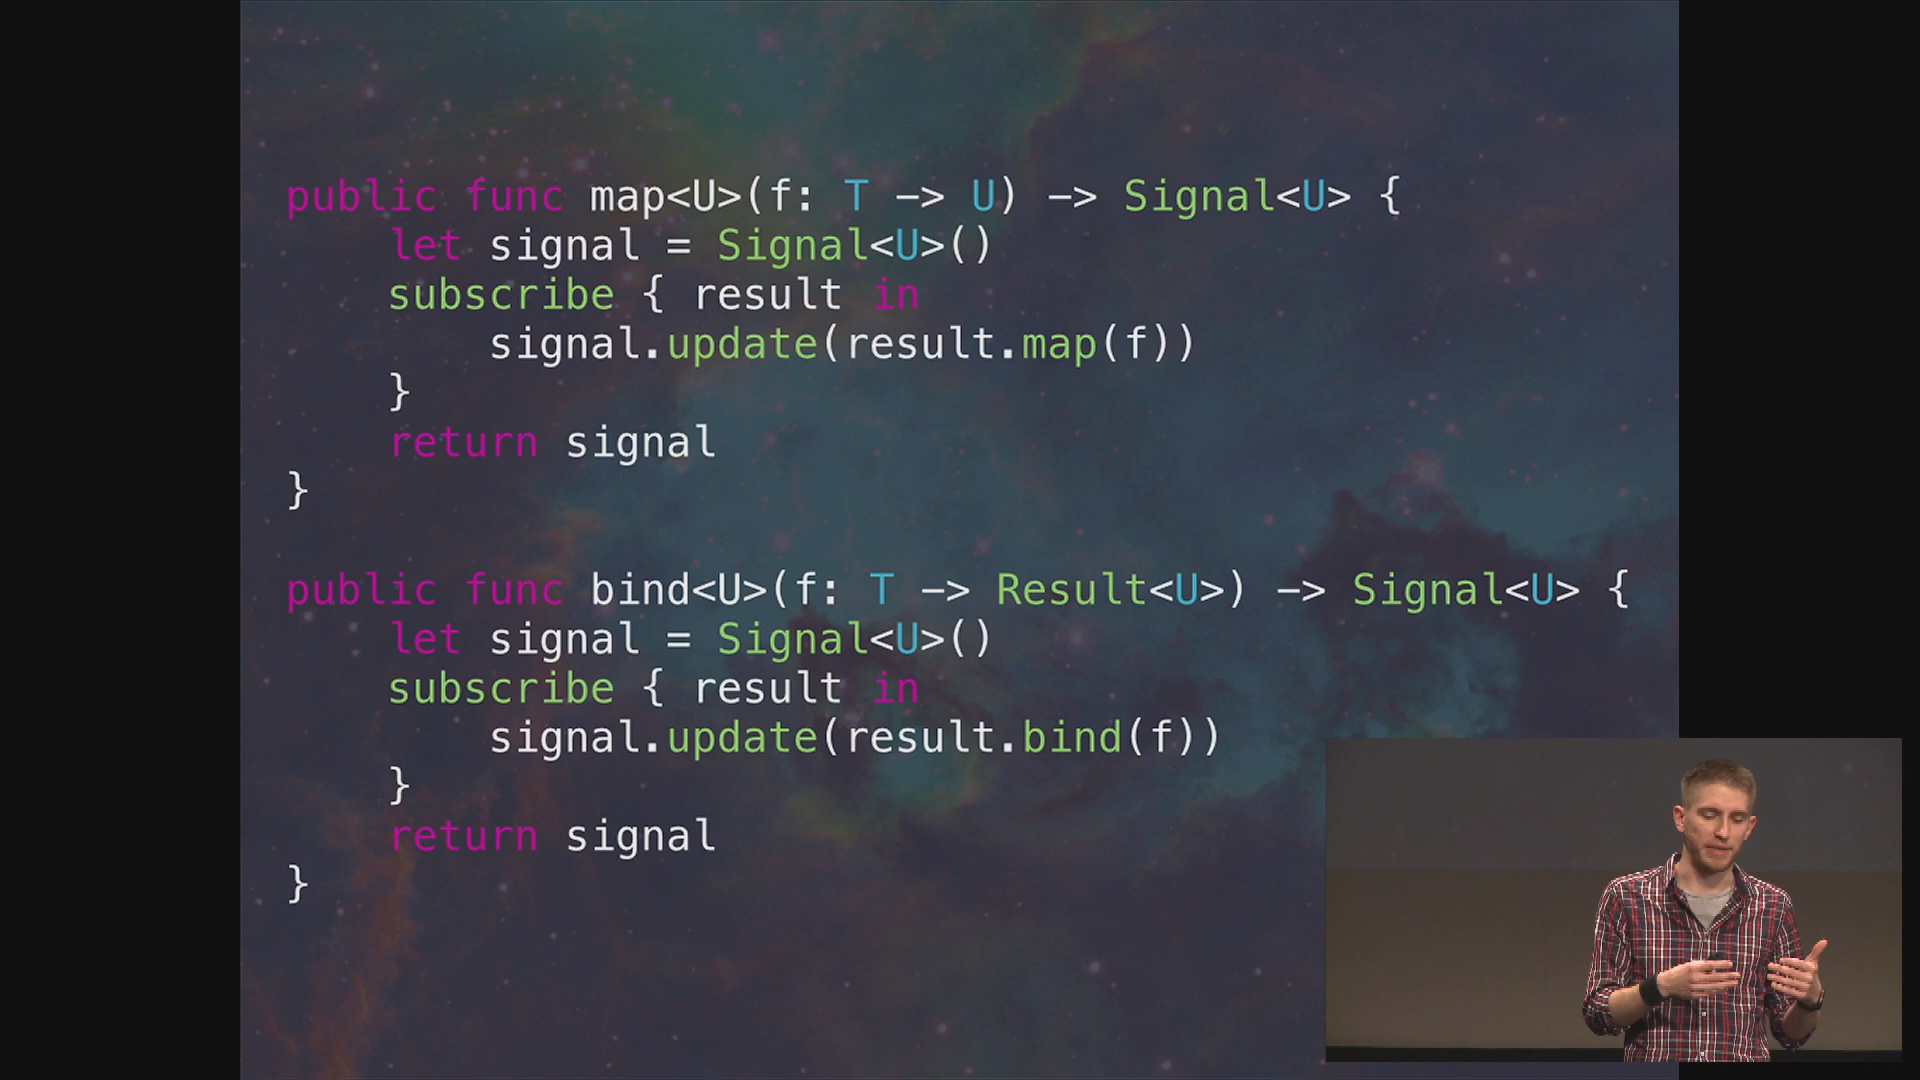 public func map<U>(f: T -> U) -> Signal<U> {
    let signal = Signal<U>()
    subscribe { result in
        signal.update(result.map(f))
    }
    return signal
}
public func bind<U>(f: T -> Result<U>) -> Signal<U> {
    let signal = Signal<U>()
    subscribe { result in
        signal.update(result.bind(f))
    }
    return signal
}